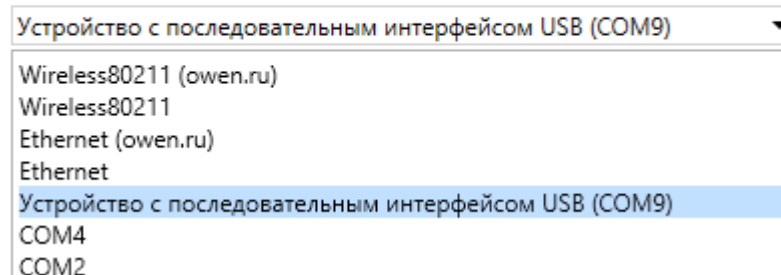 Устройство с последовательным интерфейсом USB (COM9)
Wireless80211 (owen.ru)
Wireless80211
Ethernet (owen.ru)
Ethernet
Устройство с последовательным интерфейсом USB (COM9)
COM4
COM2